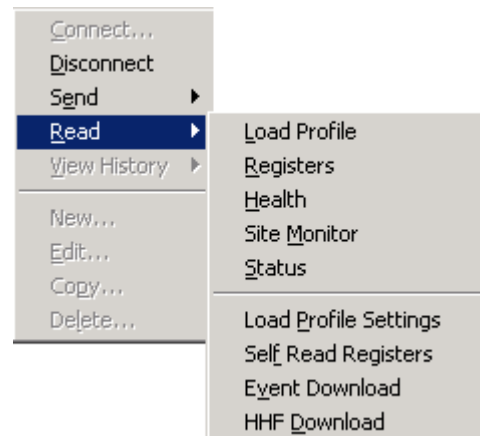 Connect...
Disconnect
Send
Read
View History
New...
Edit...
Copy...
Delete...
Load Profile
Registers
Health
Site Monitor
Status
Load Profile Settings
Self Read Registers
Event Download
HHF Download